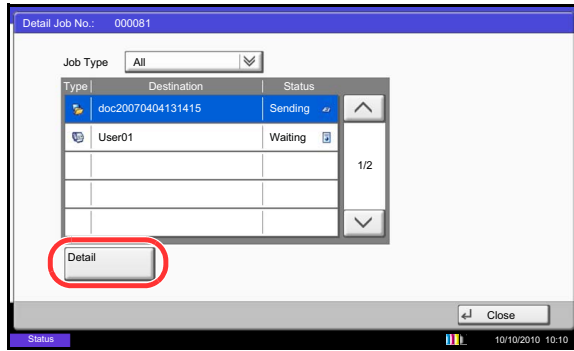 Detail Job No.: 000081
Job Type All
Type Destination Status
doc20070404131415 Sending
User01 Waiting
1/2
Detail
Close
Status 10/10/2010 10:10